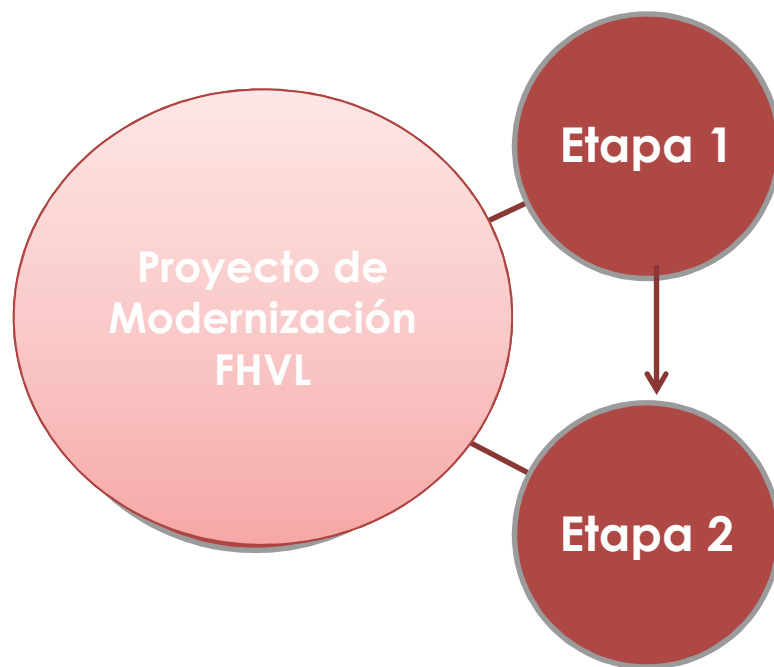 Etapa 1
Proyecto de
Modernización
FHVL
Etapa 2